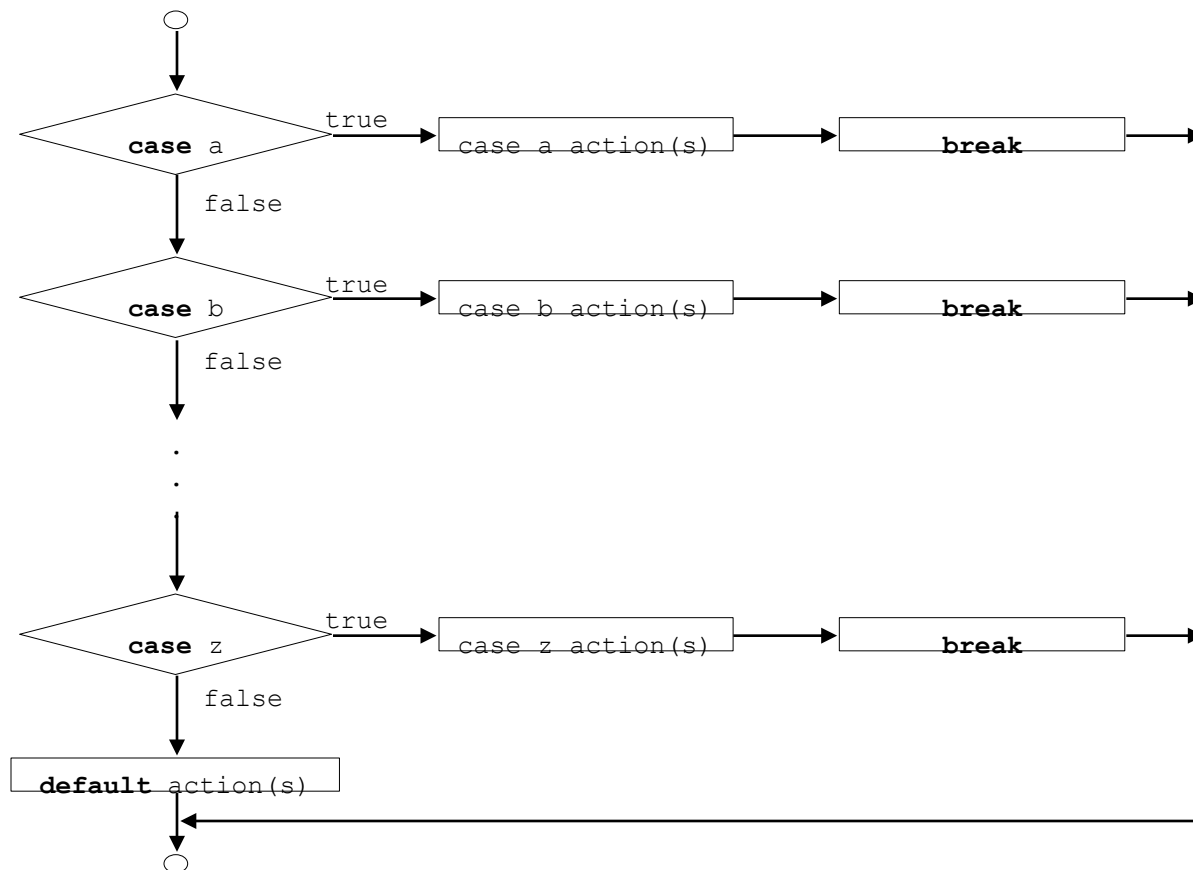 true
case a
case a action(s)
break
false
true
case b
case b action(s)
break
false
.
.
.
true
case z
case z action(s)
break
false
default action(s)